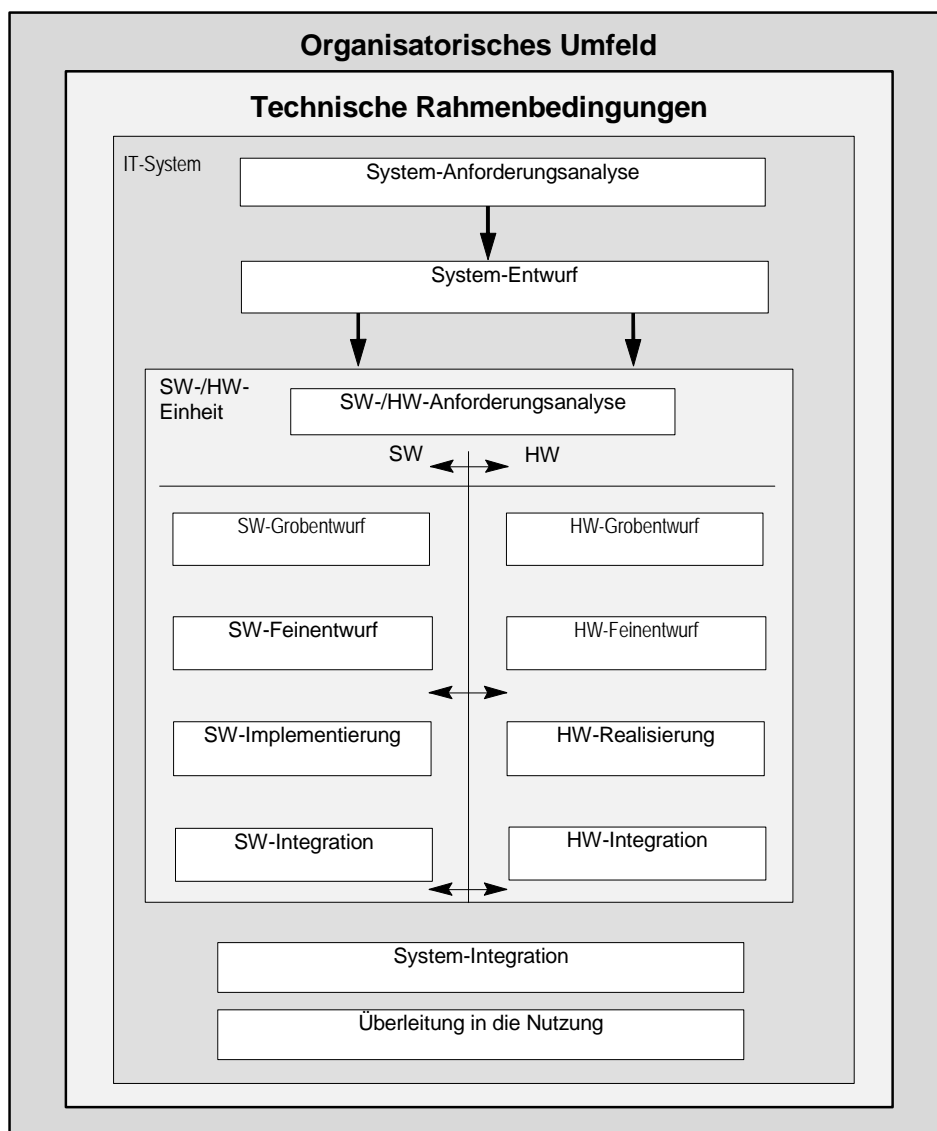 Organisatorisches Umfeld
Technische Rahmenbedingungen
IT-System
System-Anforderungsanalyse
System-Entwurf
SW-/HW-
Einheit
SW-/HW-Anforderungsanalyse
SW
HW
SW-Grobentwurf
HW-Grobentwurf
SW-Feinentwurf
HW-Feinentwurf
SW-Implementierung
HW-Realisierung
SW-Integration
HW-Integration
System-Integration
Überleitung in die Nutzung